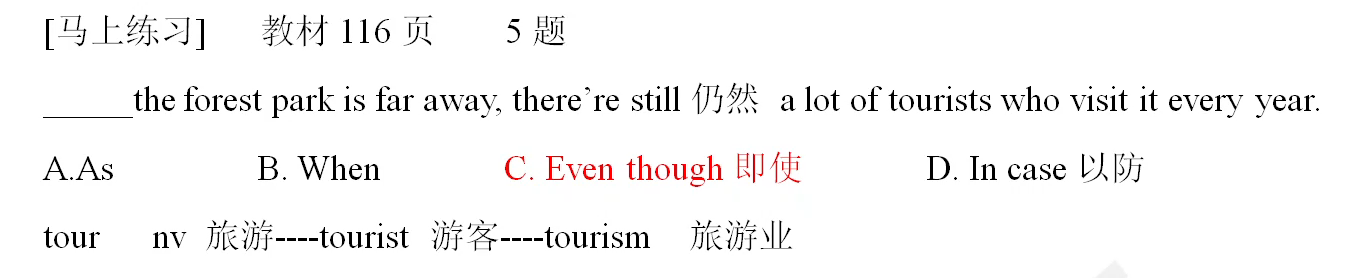 [马上练习] 教材 116 页 5 题
_____the forest park is far away, there’re still 仍然 a lot of tourists who visit it every year.
A.As B. When C. Even though 即使 D. In case 以防
tour nv 旅游----tourist 游客----tourism 旅游业